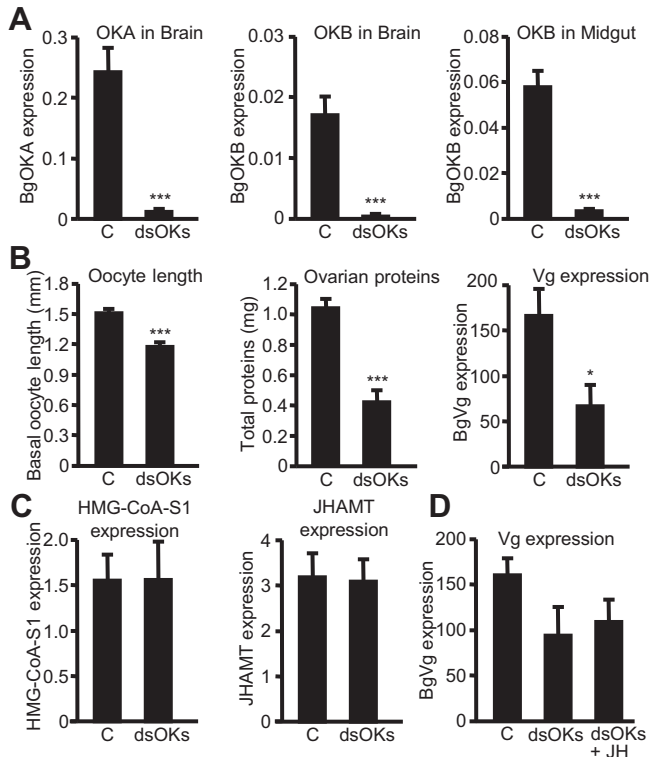 A
OKA in Brain
BgOKA expression
0.3
0.2
0.1
0
***
C dsOKs
OKB in Brain
BgOKB expression
0.03
0.02
0.01
0
***
C dsOKs
OKB in Midgut
BgOKB expression
0.08
0.06
0.04
0.02
0.00
***
C dsOKs
B
Oocyte length
Basal oocyte length (mm)
1.8
1.5
1.2
0.9
0.6
0.3
0
***
C dsOKs
Ovarian proteins
Total proteins (mg)
1.2
1.0
0.8
0.6
0.4
0.2
0
***
C dsOKs
Vg expression
BgVg expression
200
150
100
50
0
*
C dsOKs
C
HMG-CoA-S1
expression
HMG-CoA-S1 expression
2.0
1.5
1.0
0.5
0
C dsOKs
JHAMT
expression
JHAMT expression
4
3
2
1
0
C dsOKs
D
Vg expression
BgVg expression
200
150
100
50
0
C dsOKs dsOKs
+ JH